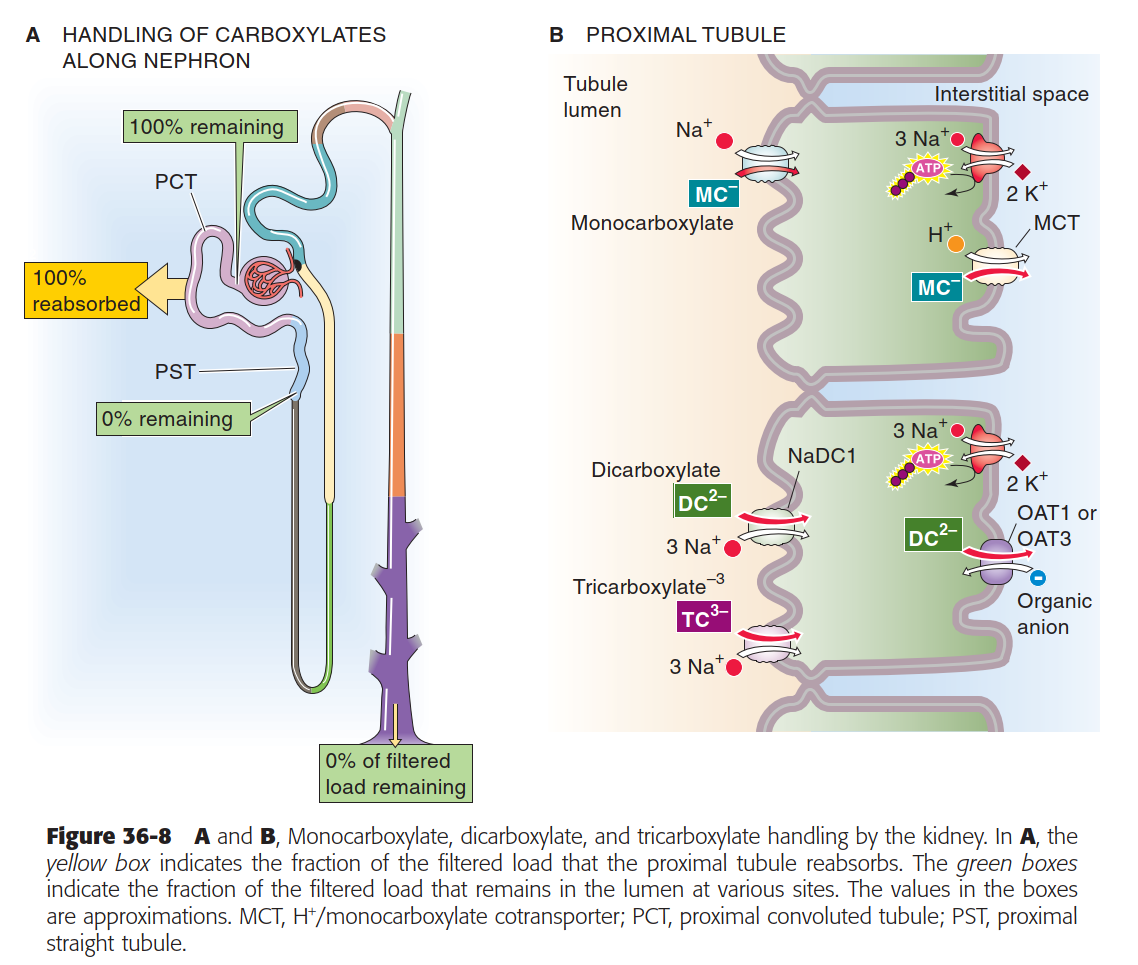 A HANDLING OF CARBOXYLATES
ALONG NEPHRON
100% remaining
PCT
100%
reabsorbed
PST
0% remaining
0% of filtered
load remaining
B PROXIMAL TUBULE
Tubule
lumen
Interstitial space
Na⁺
MC⁻
Monocarboxylate
3 Na⁺
ATP
2 K⁺
H⁺
MCT
MC⁻
Dicarboxylate
NaDC1
DC²⁻
3 Na⁺
Tricarboxylate⁻³
TC³⁻
3 Na⁺
3 Na⁺
ATP
2 K⁺
OAT1 or
OAT3
DC²⁻
Organic
anion
Figure 36-8 A and B, Monocarboxylate, dicarboxylate, and tricarboxylate handling by the kidney. In A, the
yellow box indicates the fraction of the filtered load that the proximal tubule reabsorbs. The green boxes
indicate the fraction of the filtered load that remains in the lumen at various sites. The values in the boxes
are approximations. MCT, H⁺/monocarboxylate cotransporter; PCT, proximal convoluted tubule; PST, proximal
straight tubule.